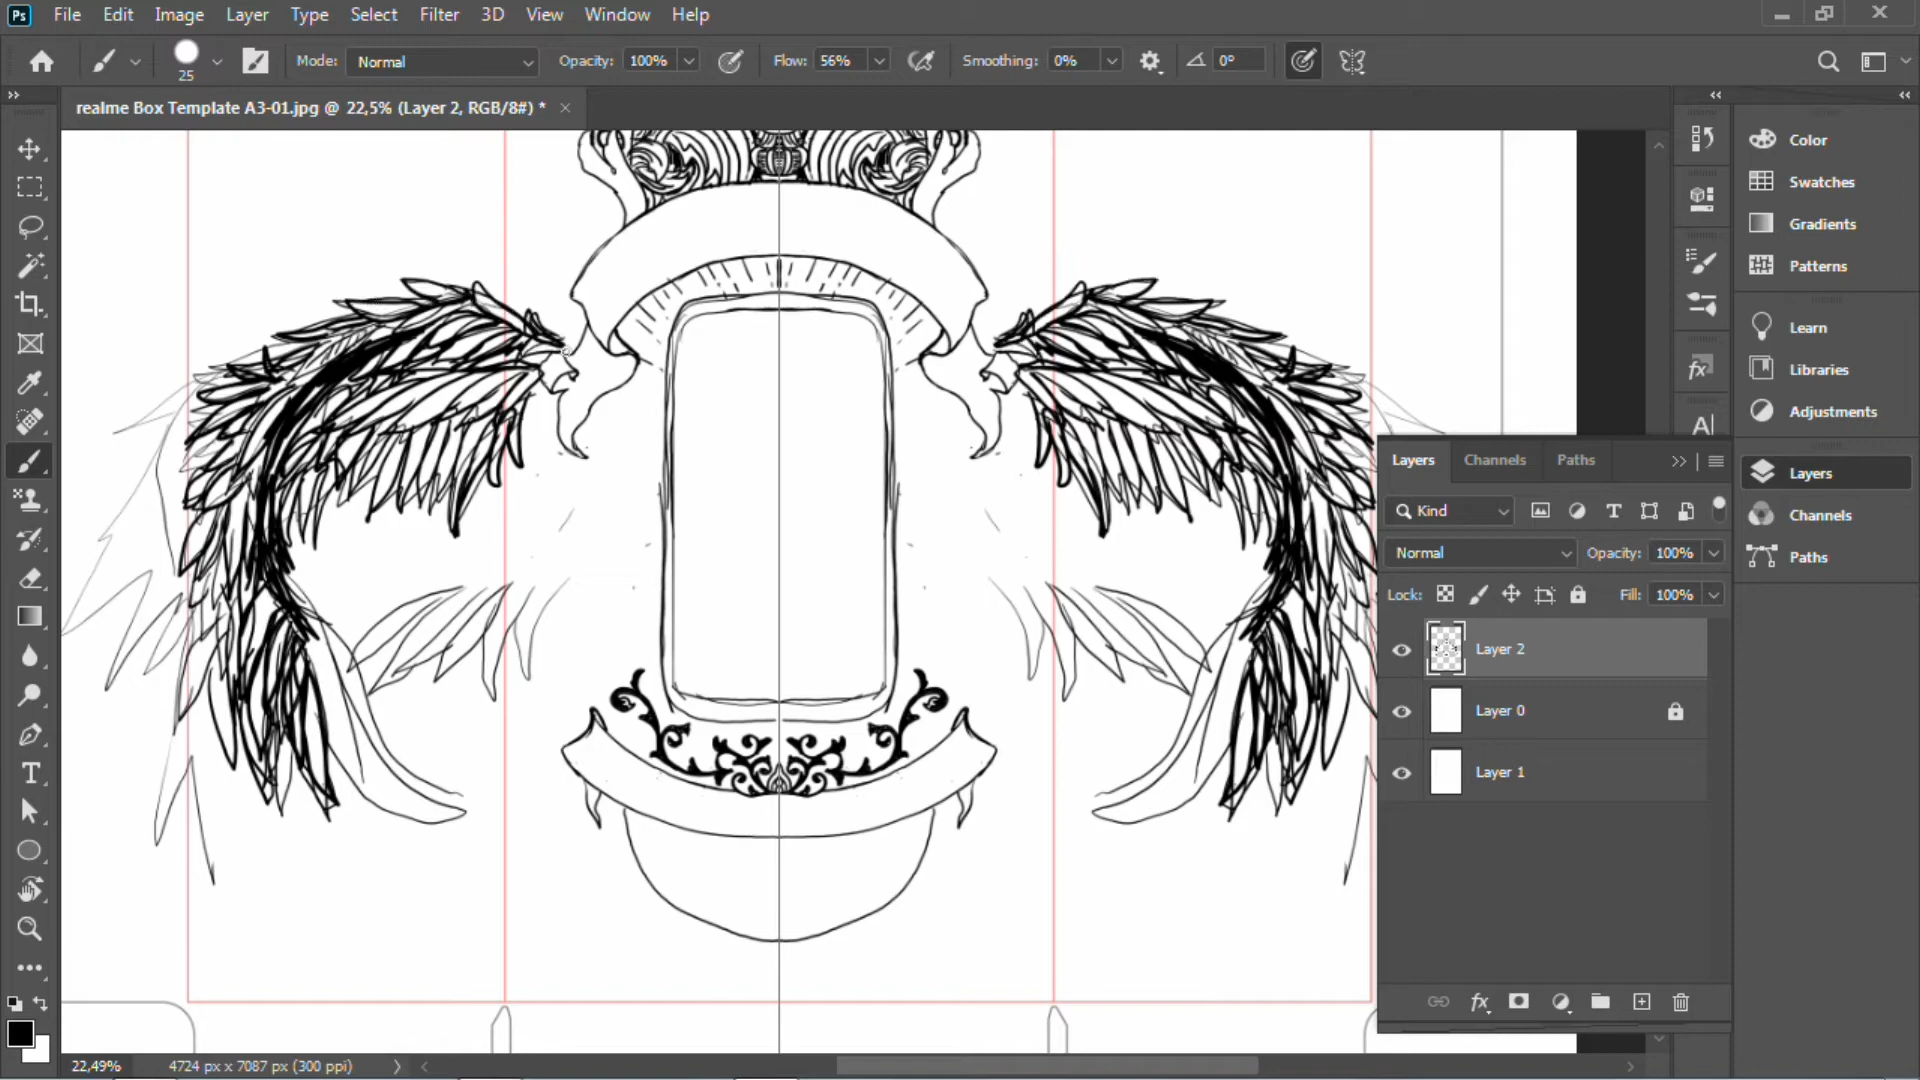 Ps File Edit Image Layer Type Select Filter 3D View Window Help
25 Mode: Normal Opacity: 100% Flow: 56% Smoothing: 0% 0°
realme Box Template A3-01.jpg @ 22,5% (Layer 2, RGB/8#) *
Color
Swatches
Gradients
Patterns
Learn
Libraries
Adjustments
Layers
Channels
Paths
Layers Channels Paths
Kind
Normal Opacity: 100%
Lock: Fill: 100%
Layer 2
Layer 0
Layer 1
fx
22,49% 4724 px x 7087 px (300 ppi)